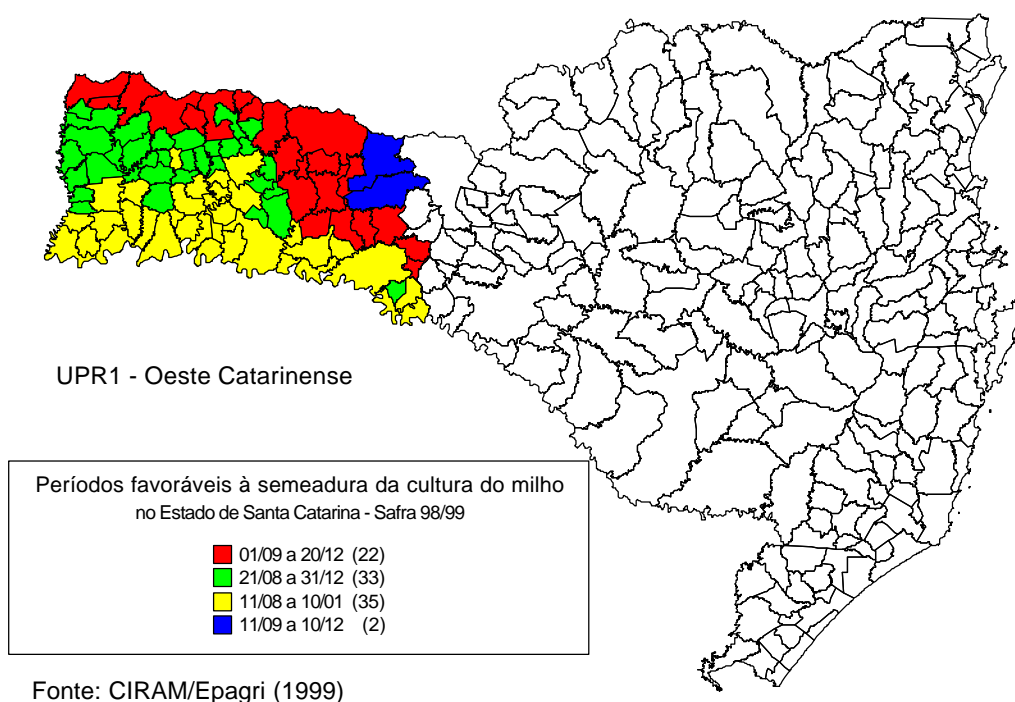 UPR1 - Oeste Catarinense
Períodos favoráveis à semeadura da cultura do milho
no Estado de Santa Catarina - Safra 98/99
01/09 a 20/12 (22)
21/08 a 31/12 (33)
11/08 a 10/01 (35)
11/09 a 10/12 (2)
Fonte: CIRAM/Epagri (1999)